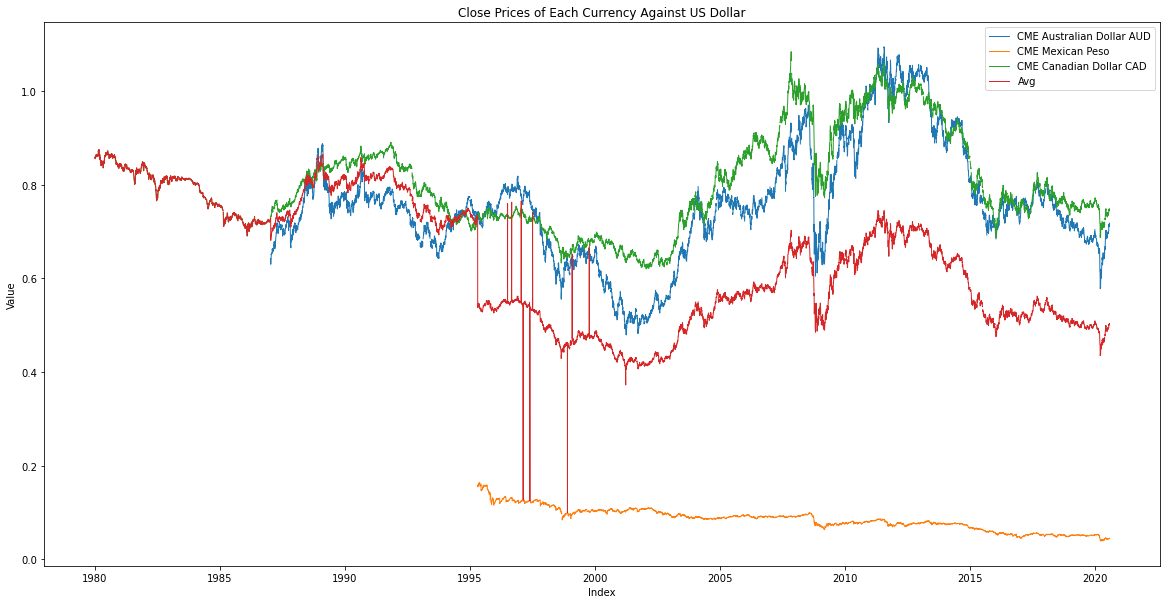 Close Prices of Each Currency Against US Dollar
CME Australian Dollar AUD
CME Mexican Peso
CME Canadian Dollar CAD
Avg
Value
1.0
0.8
0.6
0.4
0.2
0.0
1980 1985 1990 1995 2000 2005 2010 2015 2020
Index